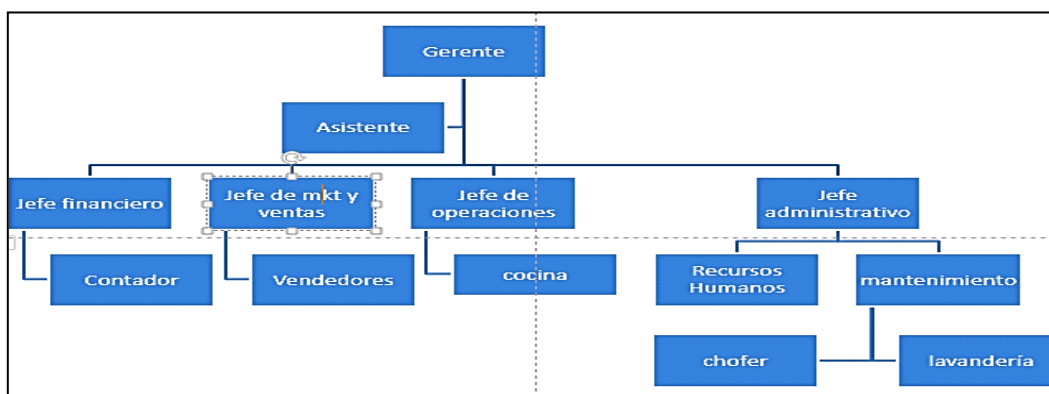 Gerente
Asistente
Jefe financiero
Jefe de mkt y
ventas
Jefe de
operaciones
Jefe
administrativo
Contador
Vendedores
cocina
Recursos
Humanos
mantenimiento
chofer
lavandería